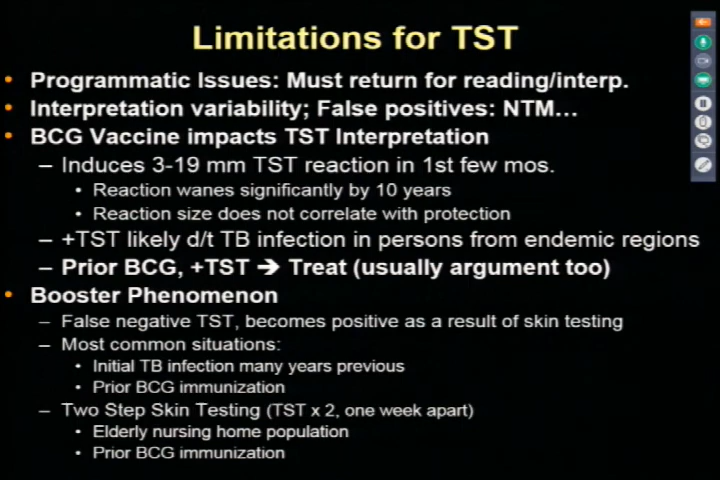 Limitations for TST
• Programmatic Issues: Must return for reading/interp.
• Interpretation variability; False positives: NTM...
• BCG Vaccine impacts TST Interpretation
– Induces 3-19 mm TST reaction in 1st few mos.
• Reaction wanes significantly by 10 years
• Reaction size does not correlate with protection
– +TST likely d/t TB infection in persons from endemic regions
– Prior BCG, +TST ➔ Treat (usually argument too)
• Booster Phenomenon
– False negative TST, becomes positive as a result of skin testing
– Most common situations:
• Initial TB infection many years previous
• Prior BCG immunization
– Two Step Skin Testing (TST x 2, one week apart)
• Elderly nursing home population
• Prior BCG immunization